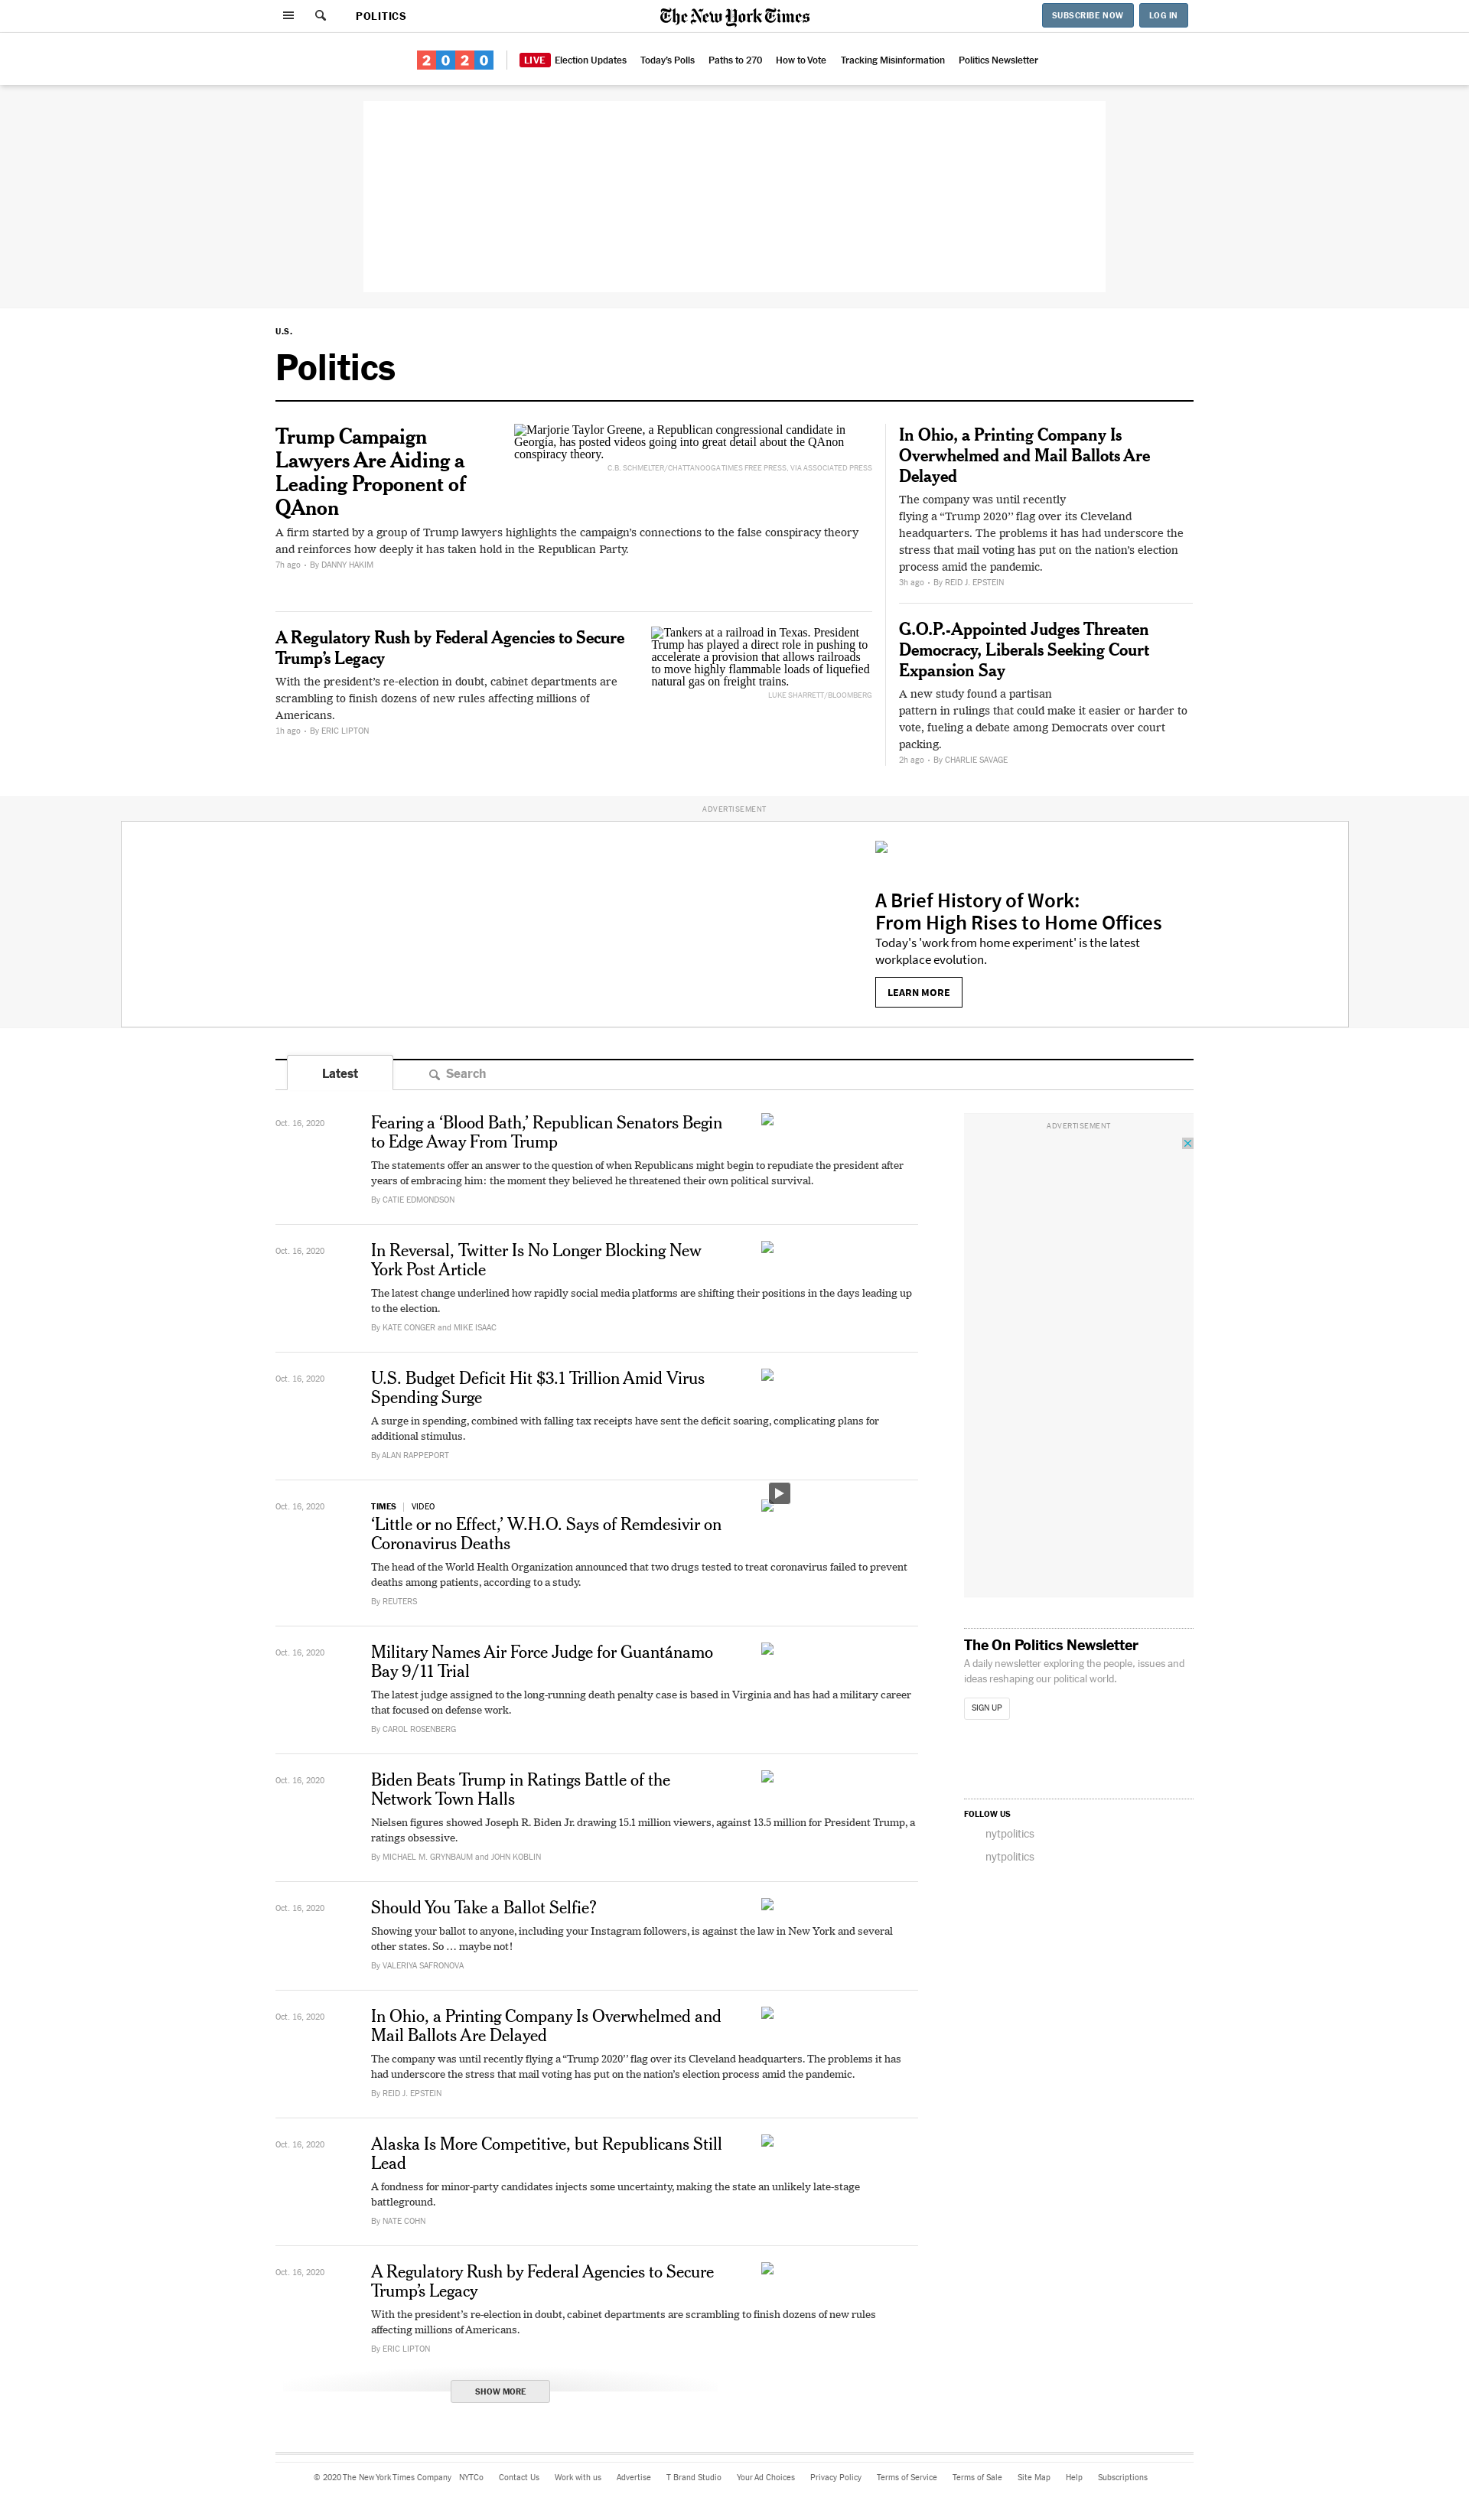 POLITICS
The New York Times
SUBSCRIBE NOW
LOG IN
2020
LIVE Election Updates
Today's Polls
Paths to 270
How to Vote
Tracking Misinformation
Politics Newsletter
U.S.
Politics
Trump Campaign
Lawyers Are Aiding a
Leading Proponent of
QAnon
Marjorie Taylor Greene, a Republican congressional candidate in
Georgia, has posted videos going into great detail about the QAnon
conspiracy theory.
C.B. SCHMELTER/CHATTANOOGA TIMES FREE PRESS, VIA ASSOCIATED PRESS
A firm started by a group of Trump lawyers highlights the campaign's connections to the false conspiracy theory
and reinforces how deeply it has taken hold in the Republican Party.
7h ago • By DANNY HAKIM
A Regulatory Rush by Federal Agencies to Secure
Trump's Legacy
With the president's re-election in doubt, cabinet departments are
scrambling to finish dozens of new rules affecting millions of
Americans.
1h ago • By ERIC LIPTON
Tankers at a railroad in Texas. President
Trump has played a direct role in pushing to
accelerate a provision that allows railroads
to move highly flammable loads of liquefied
natural gas on freight trains.
LUKE SHARRETT/BLOOMBERG
In Ohio, a Printing Company Is
Overwhelmed and Mail Ballots Are
Delayed
The company was until recently
flying a “Trump 2020’’ flag over its Cleveland
headquarters. The problems it has had underscore the
stress that mail voting has put on the nation's election
process amid the pandemic.
3h ago • By REID J. EPSTEIN
G.O.P.-Appointed Judges Threaten
Democracy, Liberals Seeking Court
Expansion Say
A new study found a partisan
pattern in rulings that could make it easier or harder to
vote, fueling a debate among Democrats over court
packing.
2h ago • By CHARLIE SAVAGE
ADVERTISEMENT
A Brief History of Work:
From High Rises to Home Offices
Today's 'work from home experiment' is the latest
workplace evolution.
LEARN MORE
Latest
Search
Oct. 16, 2020
Fearing a ‘Blood Bath,’ Republican Senators Begin
to Edge Away From Trump
The statements offer an answer to the question of when Republicans might begin to repudiate the president after
years of embracing him: the moment they believed he threatened their own political survival.
By CATIE EDMONDSON
Oct. 16, 2020
In Reversal, Twitter Is No Longer Blocking New
York Post Article
The latest change underlined how rapidly social media platforms are shifting their positions in the days leading up
to the election.
By KATE CONGER and MIKE ISAAC
Oct. 16, 2020
U.S. Budget Deficit Hit $3.1 Trillion Amid Virus
Spending Surge
A surge in spending, combined with falling tax receipts have sent the deficit soaring, complicating plans for
additional stimulus.
By ALAN RAPPEPORT
Oct. 16, 2020
TIMES | VIDEO
‘Little or no Effect,’ W.H.O. Says of Remdesivir on
Coronavirus Deaths
The head of the World Health Organization announced that two drugs tested to treat coronavirus failed to prevent
deaths among patients, according to a study.
By REUTERS
Oct. 16, 2020
Military Names Air Force Judge for Guantánamo
Bay 9/11 Trial
The latest judge assigned to the long-running death penalty case is based in Virginia and has had a military career
that focused on defense work.
By CAROL ROSENBERG
Oct. 16, 2020
Biden Beats Trump in Ratings Battle of the
Network Town Halls
Nielsen figures showed Joseph R. Biden Jr. drawing 15.1 million viewers, against 13.5 million for President Trump, a
ratings obsessive.
By MICHAEL M. GRYNBAUM and JOHN KOBLIN
Oct. 16, 2020
Should You Take a Ballot Selfie?
Showing your ballot to anyone, including your Instagram followers, is against the law in New York and several
other states. So … maybe not!
By VALERIYA SAFRONOVA
Oct. 16, 2020
In Ohio, a Printing Company Is Overwhelmed and
Mail Ballots Are Delayed
The company was until recently flying a “Trump 2020’’ flag over its Cleveland headquarters. The problems it has
had underscore the stress that mail voting has put on the nation's election process amid the pandemic.
By REID J. EPSTEIN
Oct. 16, 2020
Alaska Is More Competitive, but Republicans Still
Lead
A fondness for minor-party candidates injects some uncertainty, making the state an unlikely late-stage
battleground.
By NATE COHN
Oct. 16, 2020
A Regulatory Rush by Federal Agencies to Secure
Trump's Legacy
With the president's re-election in doubt, cabinet departments are scrambling to finish dozens of new rules
affecting millions of Americans.
By ERIC LIPTON
SHOW MORE
ADVERTISEMENT
The On Politics Newsletter
A daily newsletter exploring the people, issues and
ideas reshaping our political world.
SIGN UP
FOLLOW US
nytpolitics
nytpolitics
© 2020 The New York Times Company
NYTCo
Contact Us
Work with us
Advertise
T Brand Studio
Your Ad Choices
Privacy Policy
Terms of Service
Terms of Sale
Site Map
Help
Subscriptions